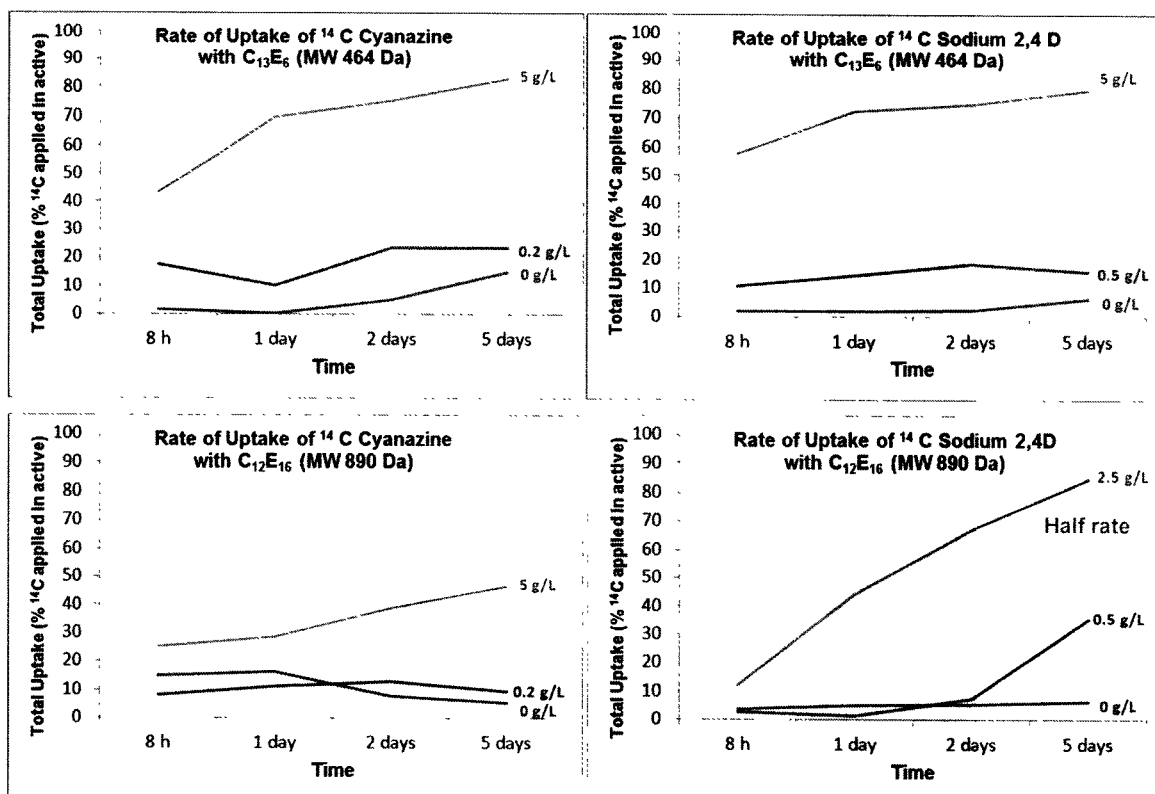 Rate of Uptake of ¹⁴ C Cyanazine
with C₁₃E₆ (MW 464 Da)
Total Uptake (% ¹⁴C applied in active)
100
90
80
70
60
50
40
30
20
10
0
5 g/L
0.2 g/L
0 g/L
8 h 1 day 2 days 5 days
Time
Rate of Uptake of ¹⁴ C Sodium 2,4 D
with C₁₃E₆ (MW 464 Da)
Total Uptake (% ¹⁴C applied in active)
100
90
80
70
60
50
40
30
20
10
0
5 g/L
0.5 g/L
0 g/L
8 h 1 day 2 days 5 days
Time
Rate of Uptake of ¹⁴ C Cyanazine
with C₁₂E₁₆ (MW 890 Da)
Total Uptake (% ¹⁴C applied in active)
100
90
80
70
60
50
40
30
20
10
0
5 g/L
0.2 g/L
0 g/L
8 h 1 day 2 days 5 days
Time
Rate of Uptake of ¹⁴ C Sodium 2,4D
with C₁₂E₁₆ (MW 890 Da)
Total Uptake (% ¹⁴C applied in active)
100
90
80
70
60
50
40
30
20
10
0
2.5 g/L
Half rate
0.5 g/L
0 g/L
8 h 1 day 2 days 5 days
Time